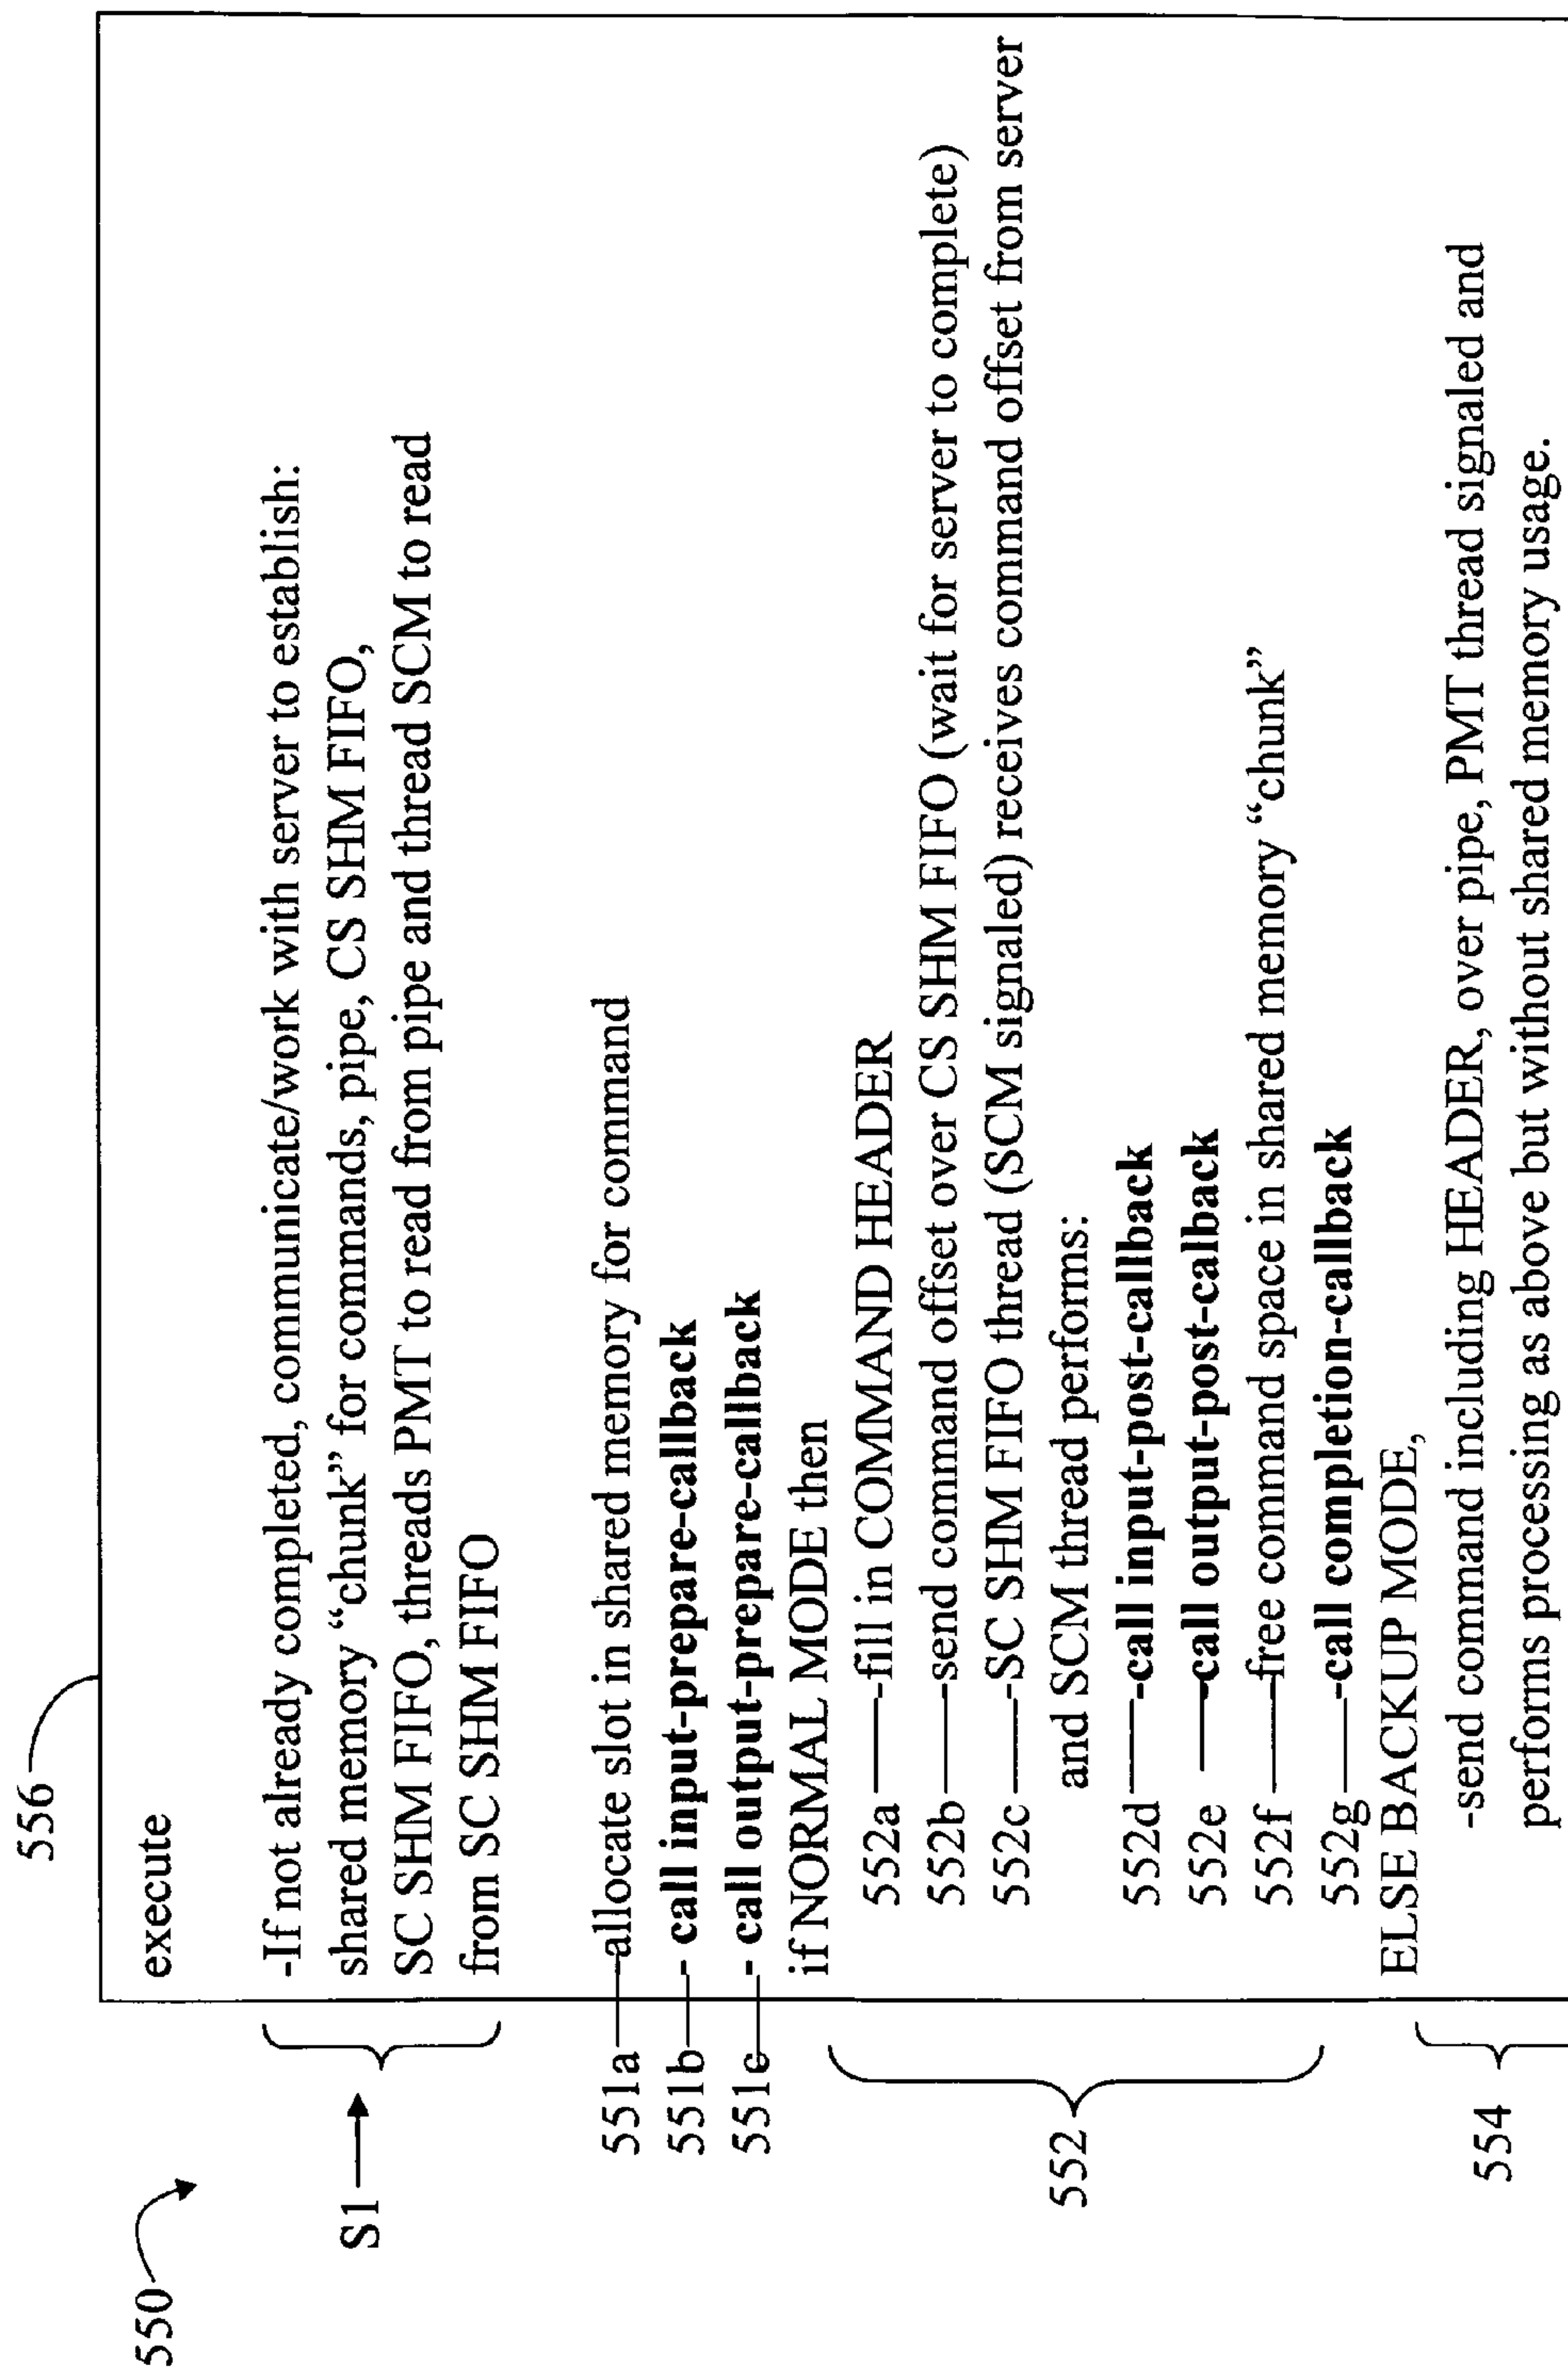 550
556
execute
S1
-If not already completed, communicate/work with server to establish:
shared memory “chunk” for commands, pipe, CS SHM FIFO,
SC SHM FIFO, threads PMT to read from pipe and thread SCM to read
from SC SHM FIFO
551a -allocate slot in shared memory for command
551b - call input-prepare-callback
551c - call output-prepare-callback
if NORMAL MODE then
552
552a -fill in COMMAND HEADER
552b -send command offset over CS SHM FIFO (wait for server to complete)
552c -SC SHM FIFO thread (SCM signaled) receives command offset from server
and SCM thread performs:
552d -call input-post-callback
552e -call output-post-calback
552f -free command space in shared memory “chunk”
552g -call completion-callback
ELSE BACKUP MODE,
554
-send command including HEADER, over pipe, PMT thread signaled and
performs processing as above but without shared memory usage.